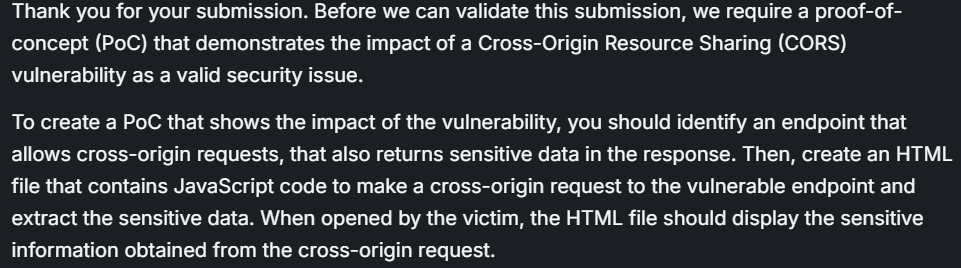 Thank you for your submission. Before we can validate this submission, we require a proof-of-
concept (PoC) that demonstrates the impact of a Cross-Origin Resource Sharing (CORS)
vulnerability as a valid security issue.
To create a PoC that shows the impact of the vulnerability, you should identify an endpoint that
allows cross-origin requests, that also returns sensitive data in the response. Then, create an HTML
file that contains JavaScript code to make a cross-origin request to the vulnerable endpoint and
extract the sensitive data. When opened by the victim, the HTML file should display the sensitive
information obtained from the cross-origin request.